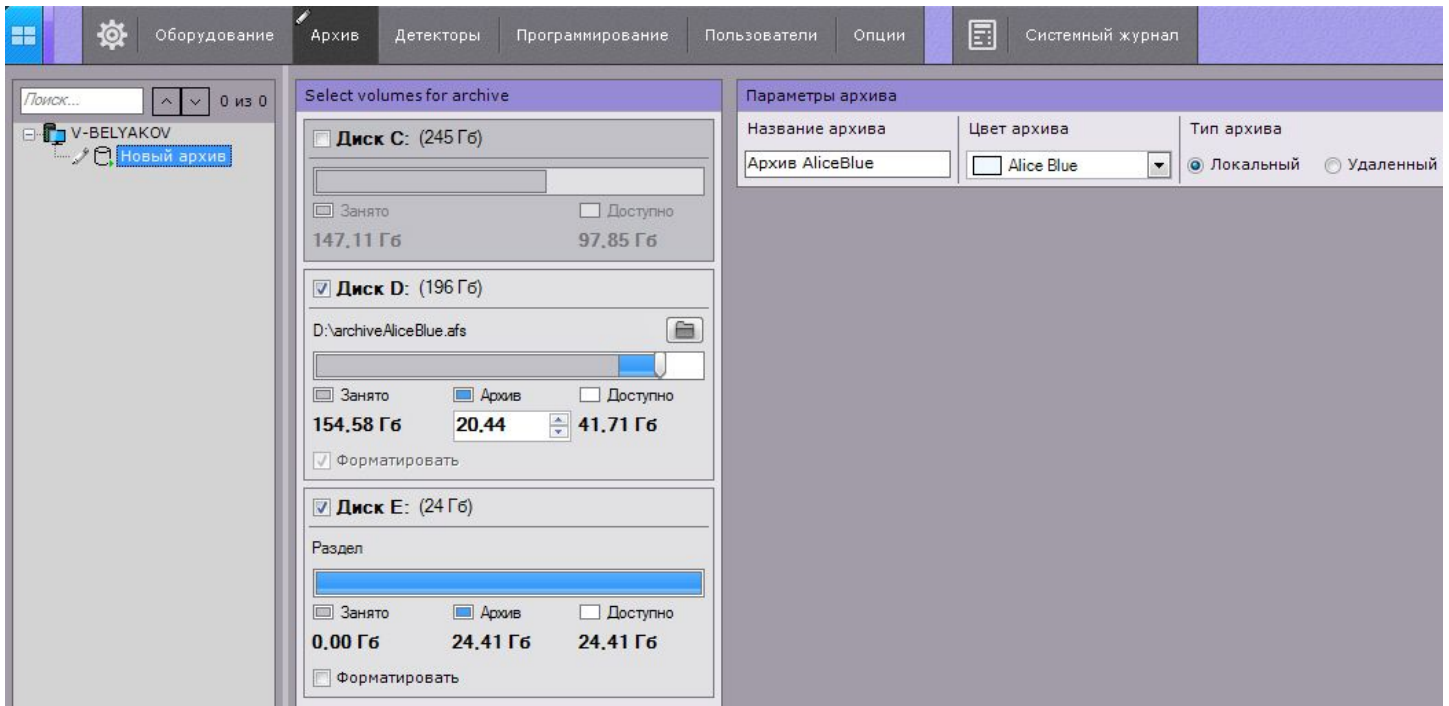 Оборудование Архив Детекторы Программирование Пользователи Опции Системный журнал
Поиск... 0 из 0
V-BELYAKOV
Новый архив
Select volumes for archive
Диск C: (245 Гб)
Занято Доступно
147.11 Гб 97.85 Гб
Диск D: (196 Гб)
D:\archiveAliceBlue.afs
Занято Архив Доступно
154.58 Гб 20.44 41.71 Гб
Форматировать
Диск E: (24 Гб)
Раздел
Занято Архив Доступно
0.00 Гб 24.41 Гб 24.41 Гб
Форматировать
Параметры архива
Название архива Цвет архива Тип архива
Архив AliceBlue Alice Blue Локальный Удаленный